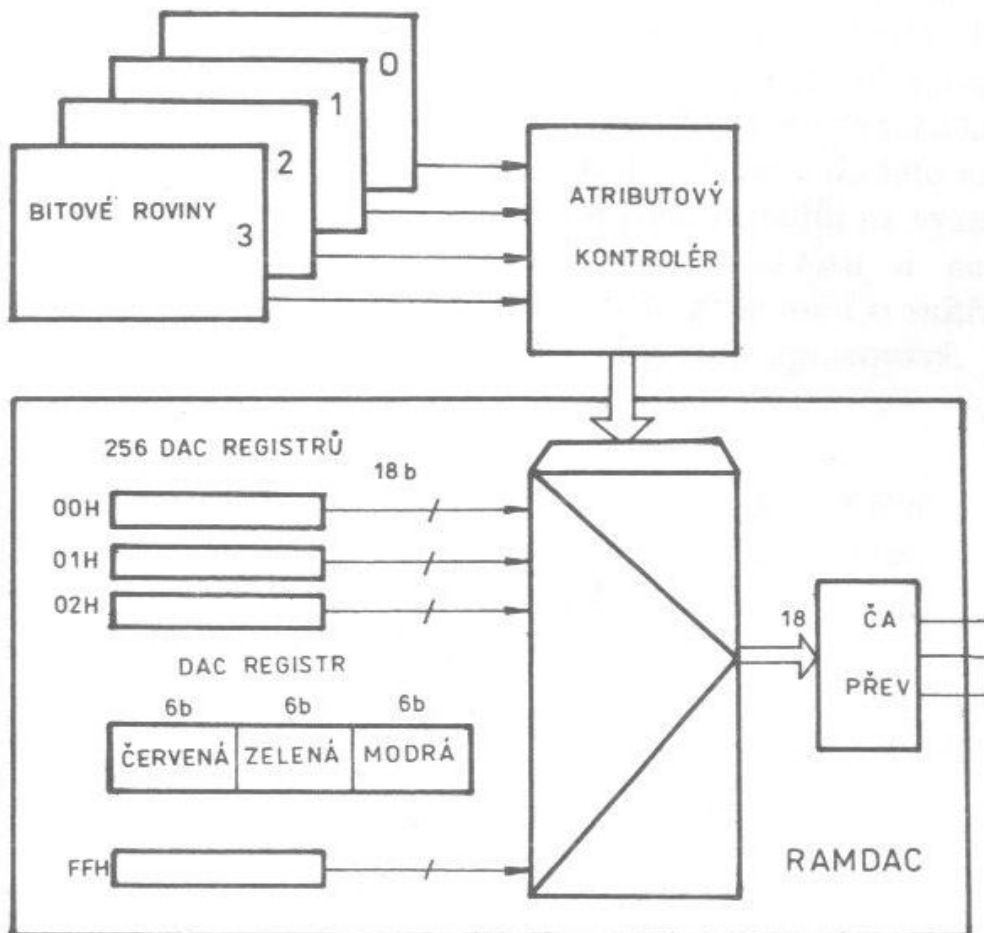 0
1
2
BITOVÉ ROVINY
3
ATRIBUTOVÝ
KONTROLÉR
256 DAC REGISTRŮ
18 b
00H
01H
02H
DAC REGISTR
6b 6b 6b
ČERVENÁ ZELENÁ MODRÁ
FFH
18
ČA
PŘEV
RAMDAC